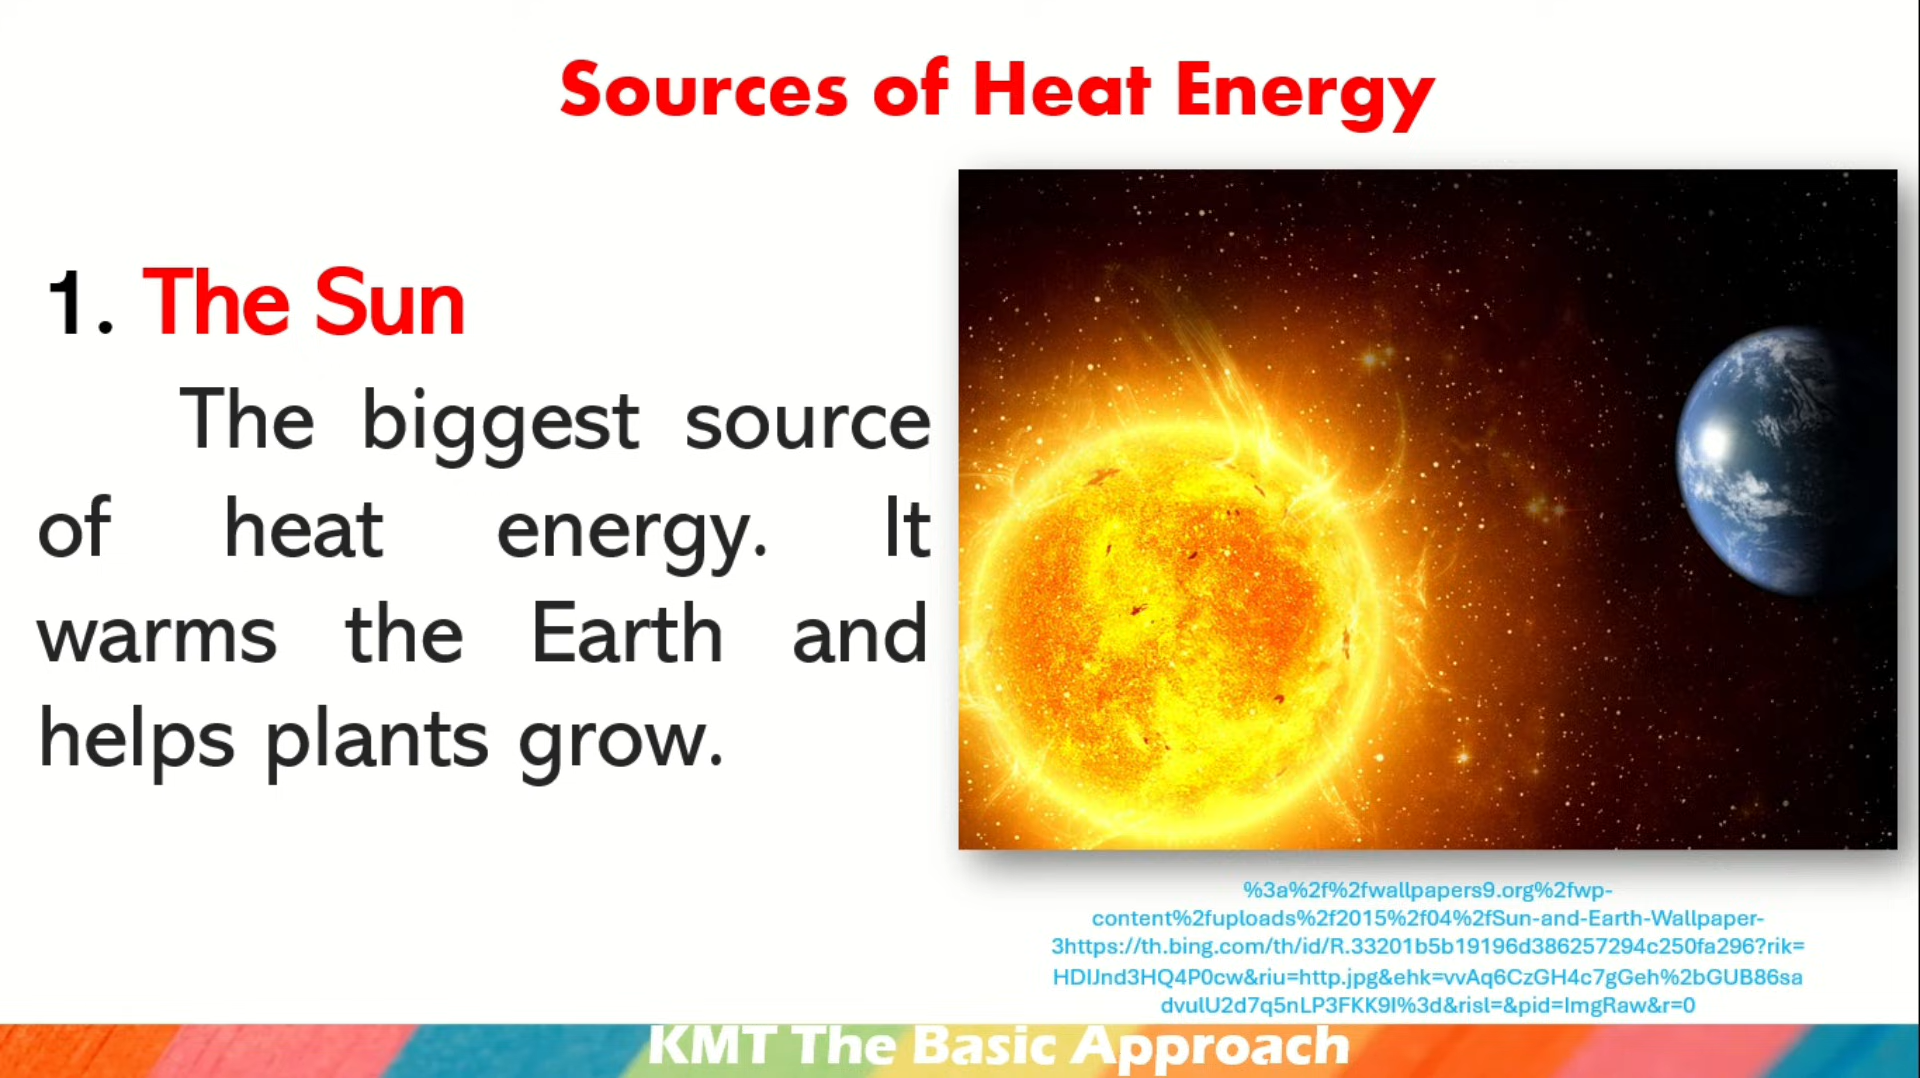 Sources of Heat Energy
1. The Sun
The biggest source
of heat energy. It
warms the Earth and
helps plants grow.
%3a%2f%2fwallpapers9.org%2fwp-
content%2fuploads%2f2015%2f04%2fSun-and-Earth-Wallpaper-
3https://th.bing.com/th/id/R.33201b5b19196d386257294c250fa296?rik=
HDIJnd3HQ4P0cw&riu=http.jpg&ehk=vvAq6CzGH4c7gGeh%2bGUB86sa
dvulU2d7q5nLP3FKK9I%3d&risl=&pid=ImgRaw&r=0
KMT The Basic Approach